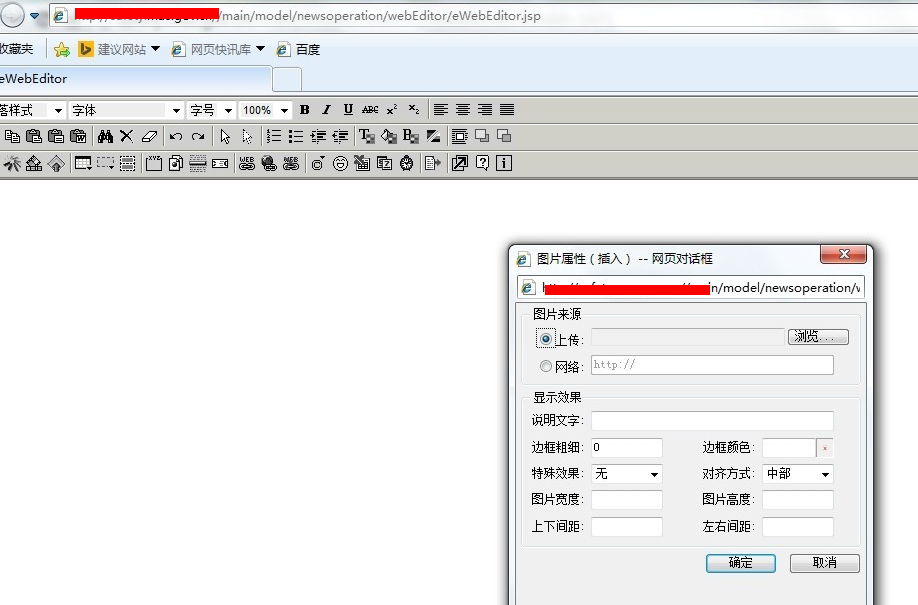 /main/model/newsoperation/webEditor/eWebEditor.jsp
收藏夹 建议网站 网页快讯库 百度
eWebEditor
落样式 字体 字号 100% B I U ABC x² x₂
图片属性（插入） -- 网页对话框
in/model/newsoperation/w
图片来源
上传: 浏览...
网络: http://
显示效果
说明文字:
边框粗细: 0 边框颜色:
特殊效果: 无 对齐方式: 中部
图片宽度: 图片高度:
上下间距: 左右间距:
确定 取消